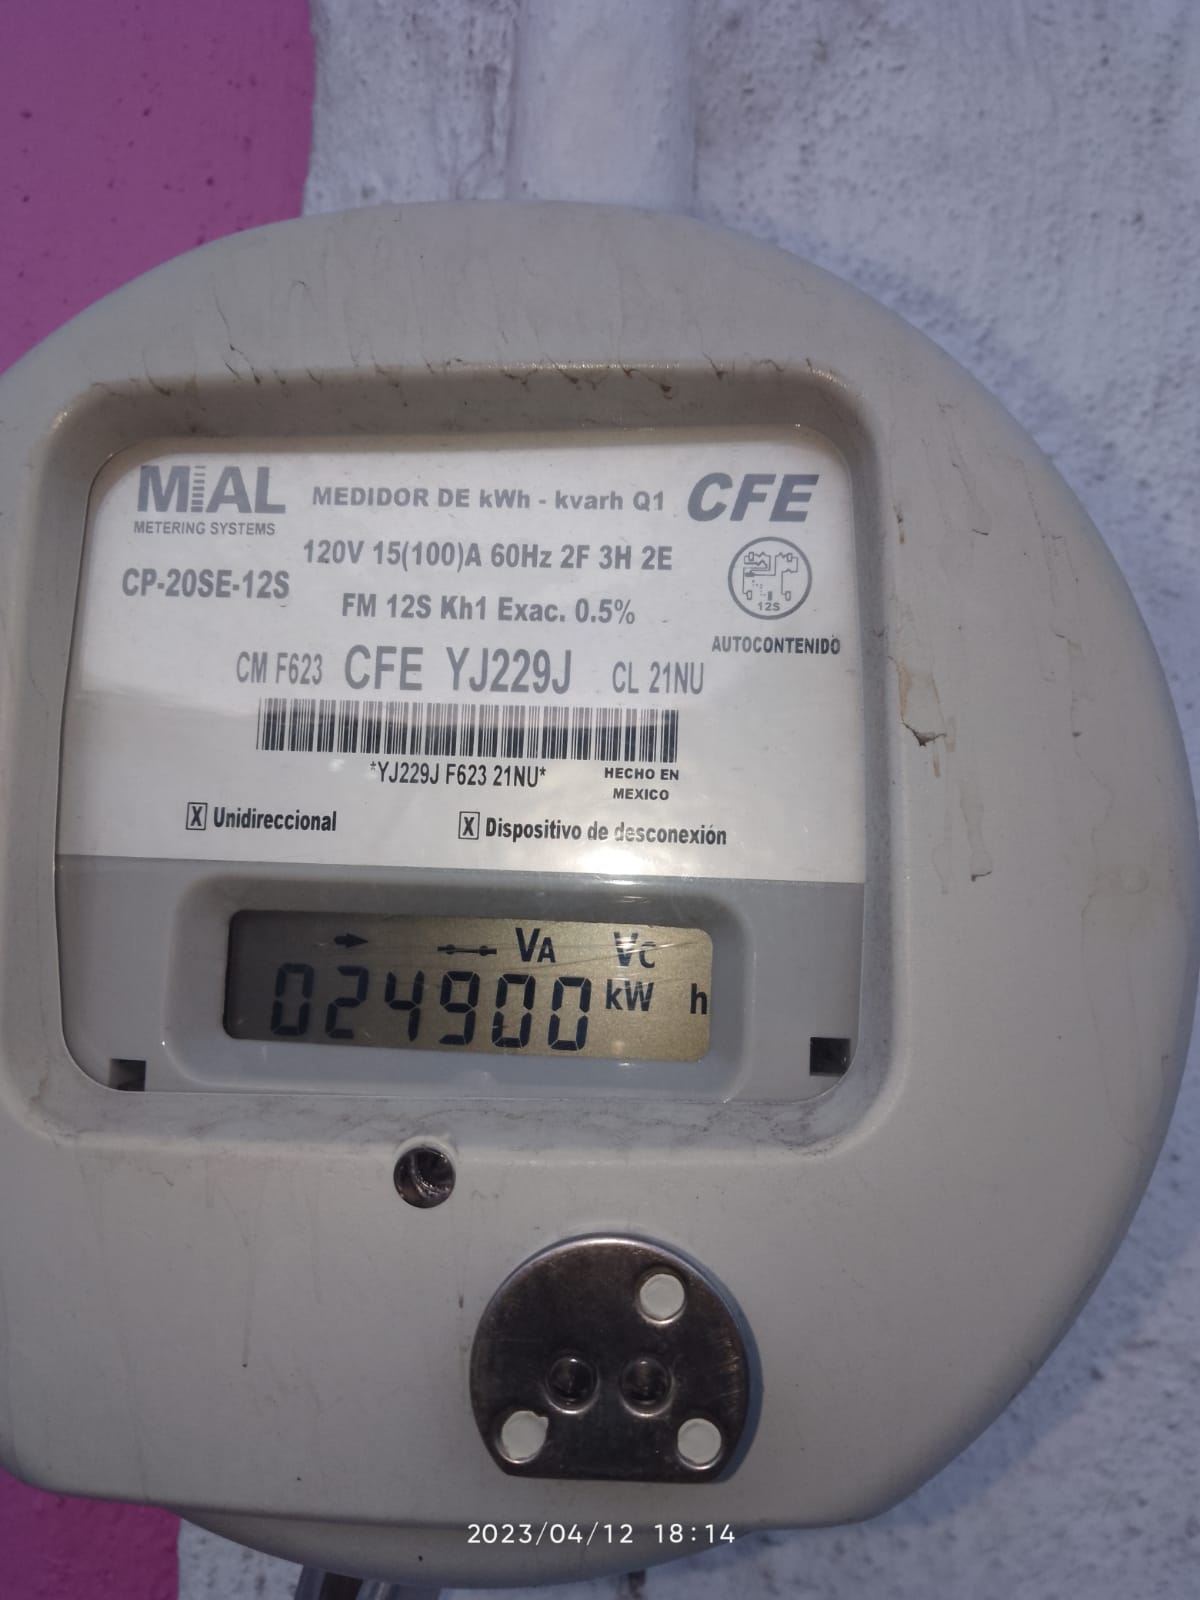 MIAL
METERING SYSTEMS
MEDIDOR DE kWh - kvarh Q1
CFE
120V 15(100)A 60Hz 2F 3H 2E
CP-20SE-12S
FM 12S Kh1 Exac. 0.5%
12S
AUTOCONTENIDO
CM F623 CFE YJ229J CL 21NU
*YJ229J F623 21NU*
HECHO EN
MEXICO
X Unidireccional
X Dispositivo de desconexión
VA VC
024900 kW h
2023/04/12 18:14